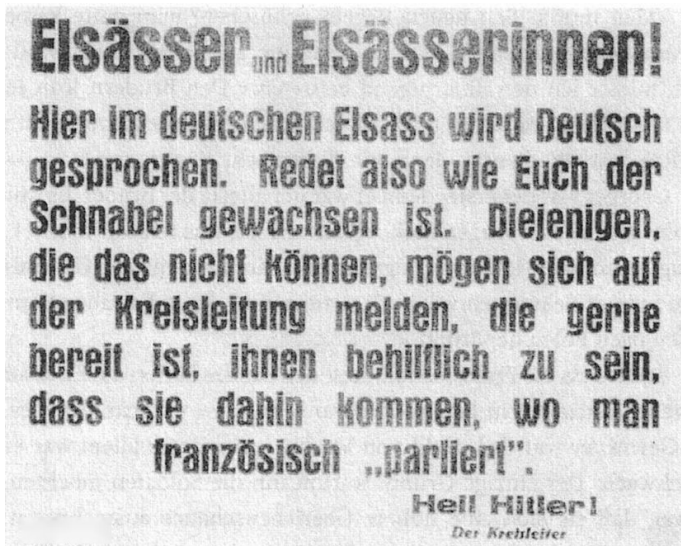 Elsässer und Elsässerinnen!
Hier im deutschen Elsass wird Deutsch
gesprochen. Redet also wie Euch der
Schnabel gewachsen ist. Diejenigen,
die das nicht können, mögen sich auf
der Kreisleitung melden, die gerne
bereit ist, ihnen behilflich zu sein,
dass sie dahin kommen, wo man
französisch „parliert".
Heil Hitler!
Der Kreisleiter